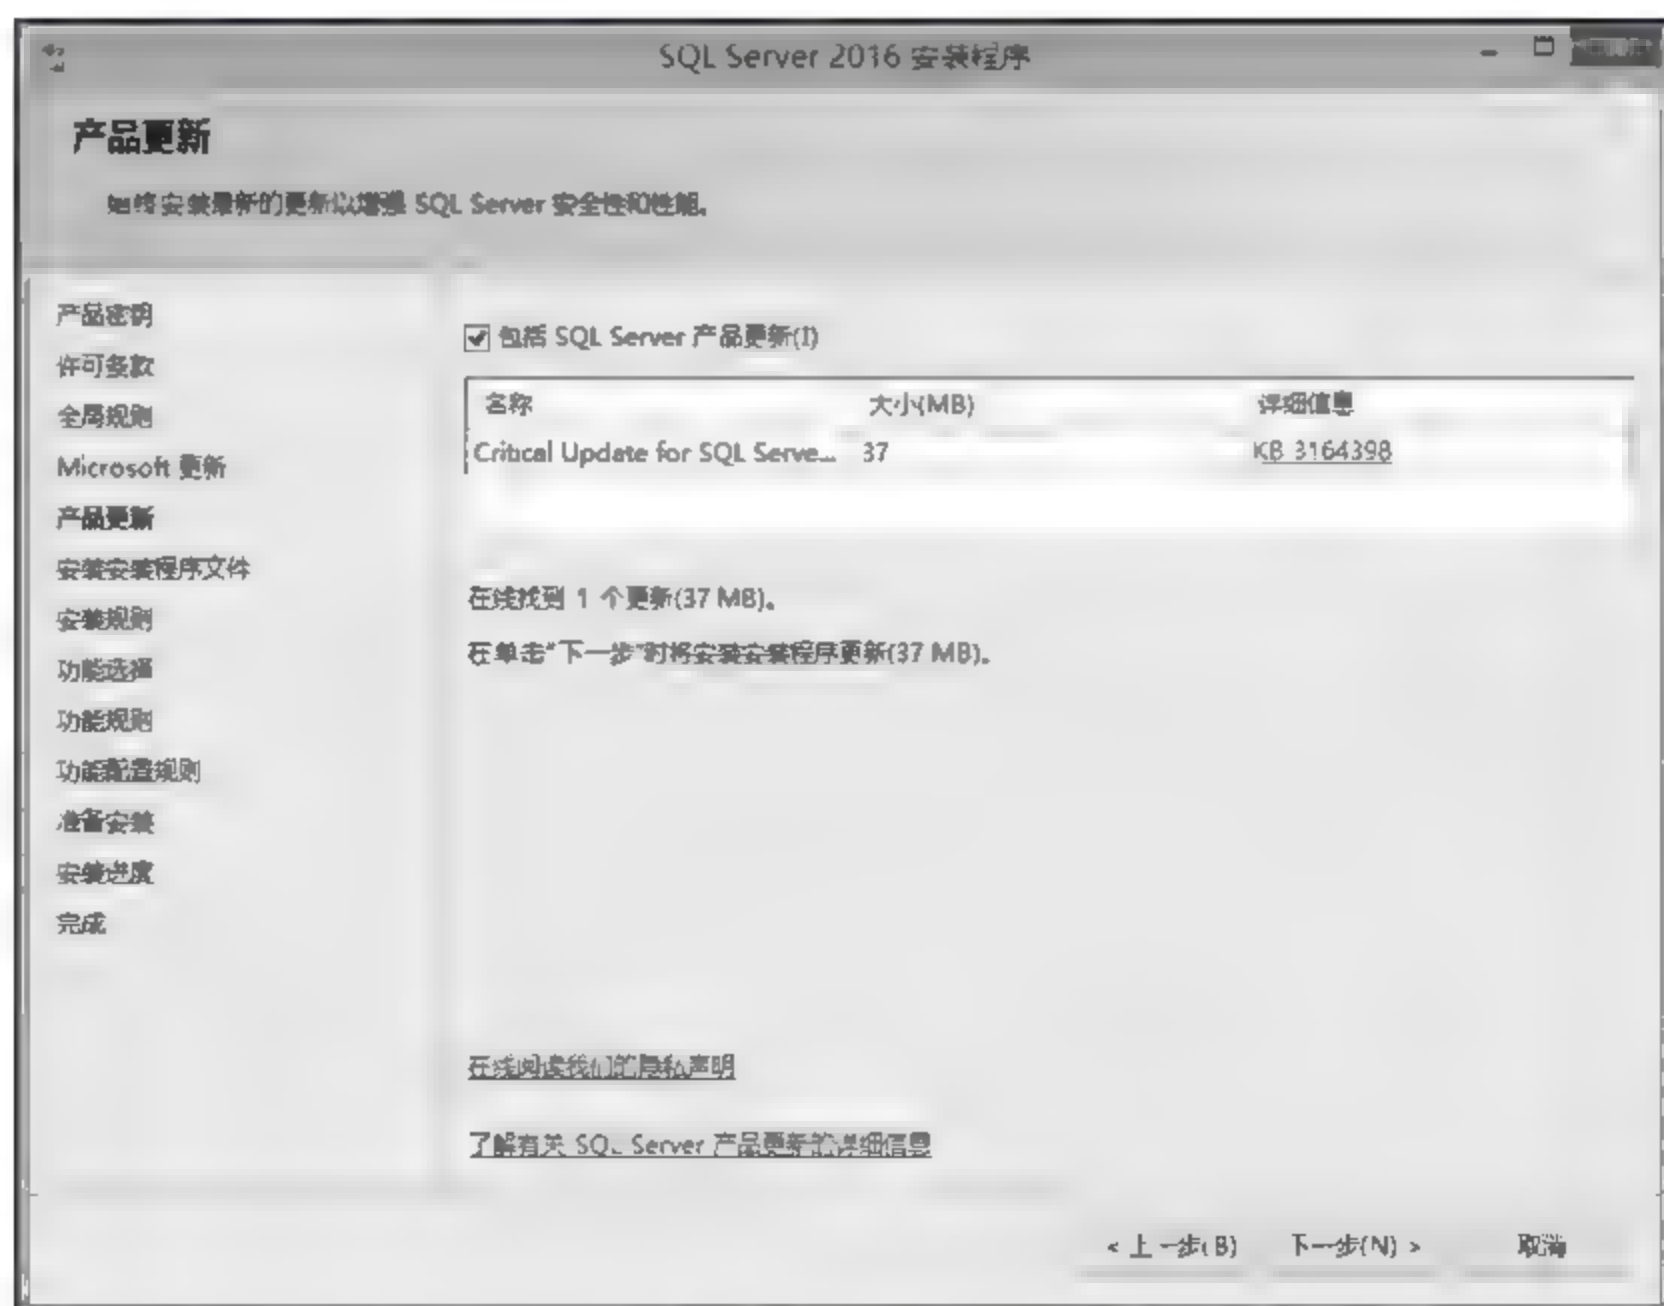 SQL Server 2016 安装程序
产品更新
始终安装最新的更新以增强 SQL Server 安全性和性能。
产品密钥
许可条款
全局规则
Microsoft 更新
产品更新
安装安装程序文件
安装规则
功能选择
功能规则
功能配置规则
准备安装
安装进度
完成
包括 SQL Server 产品更新(I)
名称 大小(MB) 详细信息
Critical Update for SQL Serve... 37 KB 3164398
在线找到 1 个更新(37 MB)。
在单击"下一步"时将安装安装程序更新(37 MB)。
在线阅读我们的隐私声明
了解有关 SQL Server 产品更新的详细信息
< 上一步(B) 下一步(N) > 取消